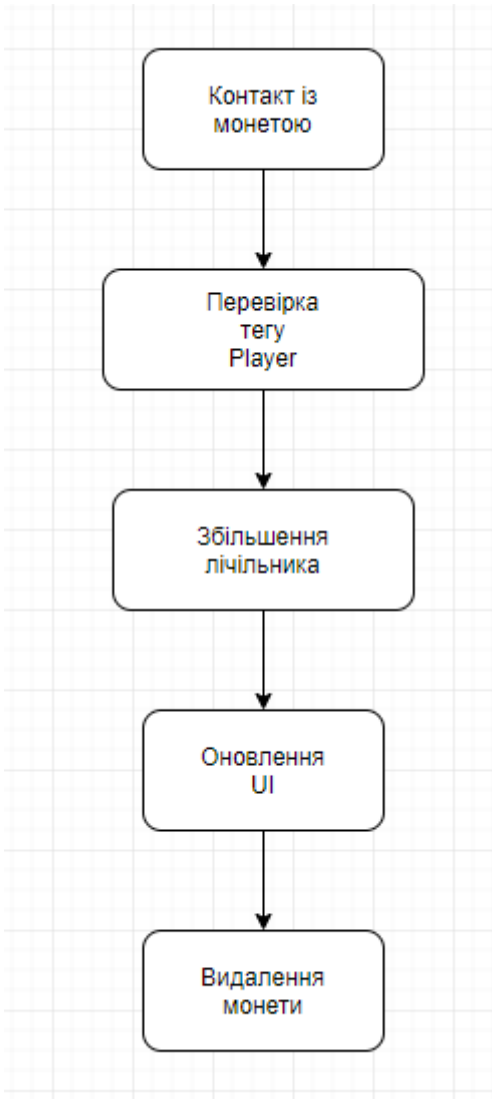 Контакт із
монетою
Перевірка
тегу
Player
Збільшення
лічільника
Оновлення
UI
Видалення
монети